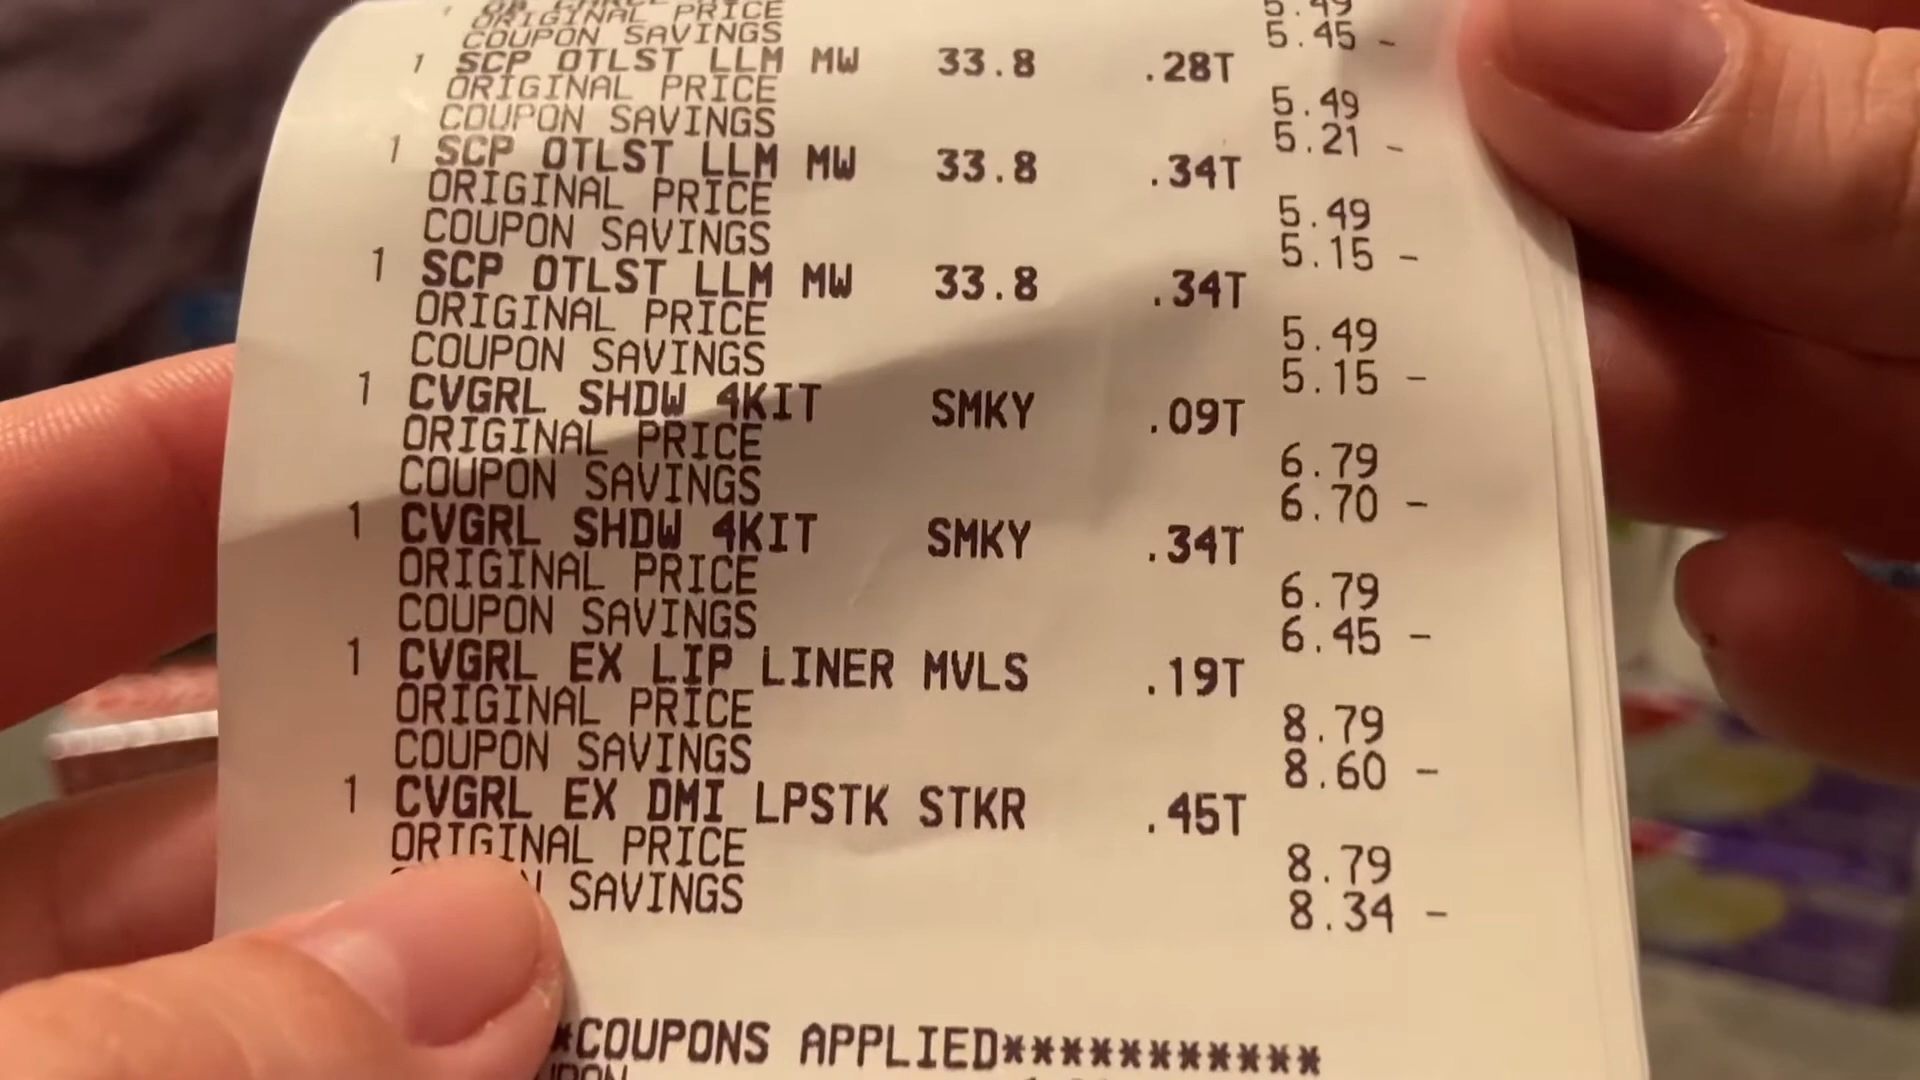 ORIGINAL PRICE 5.49
COUPON SAVINGS 5.45 -
1 SCP OTLST LLM MW 33.8 .28T
ORIGINAL PRICE 5.49
COUPON SAVINGS 5.21 -
1 SCP OTLST LLM MW 33.8 .34T
ORIGINAL PRICE 5.49
COUPON SAVINGS 5.15 -
1 SCP OTLST LLM MW 33.8 .34T
ORIGINAL PRICE 5.49
COUPON SAVINGS 5.15 -
1 CVGRL SHDW 4KIT SMKY .09T
ORIGINAL PRICE 6.79
COUPON SAVINGS 6.70 -
1 CVGRL SHDW 4KIT SMKY .34T
ORIGINAL PRICE 6.79
COUPON SAVINGS 6.45 -
1 CVGRL EX LIP LINER MVLS .19T
ORIGINAL PRICE 8.79
COUPON SAVINGS 8.60 -
1 CVGRL EX DMI LPSTK STKR .45T
ORIGINAL PRICE 8.79
SAVINGS 8.34 -
*COUPONS APPLIED***********